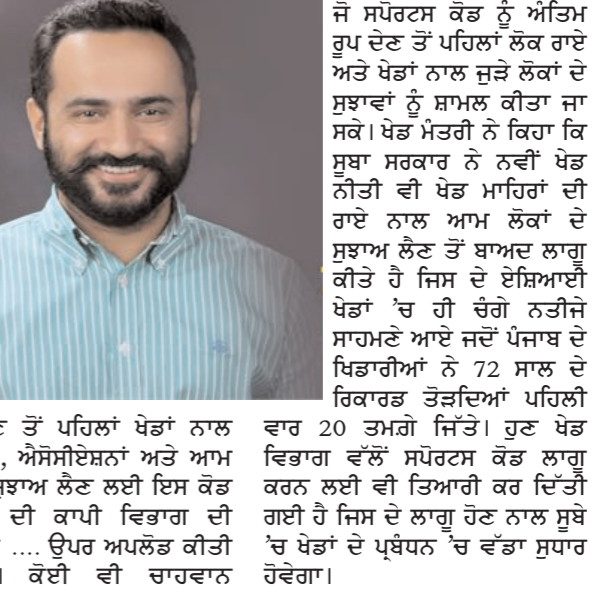 ਤੋਂ ਪਹਿਲਾਂ ਖੇਡਾਂ ਨਾਲ
, ਐਸੋਸੀਏਸ਼ਨਾਂ ਅਤੇ ਆਮ
ਲੈਣ ਲਈ ਇਸ ਕੋਡ
ਦੀ ਕਾਪੀ ਵਿਭਾਗ ਦੀ
.... ਉਪਰ ਅਪਲੋਡ ਕੀਤੀ
। ਕੋਈ ਵੀ ਚਾਹਵਾਨ
ਜੋ ਸਪੋਰਟਸ ਕੋਡ ਨੂੰ ਅੰਤਿਮ
ਰੂਪ ਦੇਣ ਤੋਂ ਪਹਿਲਾਂ ਲੋਕ ਰਾਏ
ਅਤੇ ਖੇਡਾਂ ਨਾਲ ਜੁੜੇ ਲੋਕਾਂ ਦੇ
ਸੁਝਾਵਾਂ ਨੂੰ ਸ਼ਾਮਲ ਕੀਤਾ ਜਾ
ਸਕੇ। ਖੇਡ ਮੰਤਰੀ ਨੇ ਕਿਹਾ ਕਿ
ਸੂਬਾ ਸਰਕਾਰ ਨੇ ਨਵੀਂ ਖੇਡ
ਨੀਤੀ ਵੀ ਖੇਡ ਮਾਹਿਰਾਂ ਦੀ
ਰਾਏ ਨਾਲ ਆਮ ਲੋਕਾਂ ਦੇ
ਸੁਝਾਅ ਲੈਣ ਤੋਂ ਬਾਅਦ ਲਾਗੂ
ਕੀਤੇ ਹੈ ਜਿਸ ਦੇ ਏਸ਼ਿਆਈ
ਖੇਡਾਂ 'ਚ ਹੀ ਚੰਗੇ ਨਤੀਜੇ
ਸਾਹਮਣੇ ਆਏ ਜਦੋਂ ਪੰਜਾਬ ਦੇ
ਖਿਡਾਰੀਆਂ ਨੇ 72 ਸਾਲ ਦੇ
ਰਿਕਾਰਡ ਤੋੜਦਿਆਂ ਪਹਿਲੀ
ਵਾਰ 20 ਤਮਗ਼ੇ ਜਿੱਤੇ। ਹੁਣ ਖੇਡ
ਵਿਭਾਗ ਵੱਲੋਂ ਸਪੋਰਟਸ ਕੋਡ ਲਾਗੂ
ਕਰਨ ਲਈ ਵੀ ਤਿਆਰੀ ਕਰ ਦਿੱਤੀ
ਗਈ ਹੈ ਜਿਸ ਦੇ ਲਾਗੂ ਹੋਣ ਨਾਲ ਸੂਬੇ
'ਚ ਖੇਡਾਂ ਦੇ ਪ੍ਰਬੰਧਨ 'ਚ ਵੱਡਾ ਸੁਧਾਰ
ਹੋਵੇਗਾ।